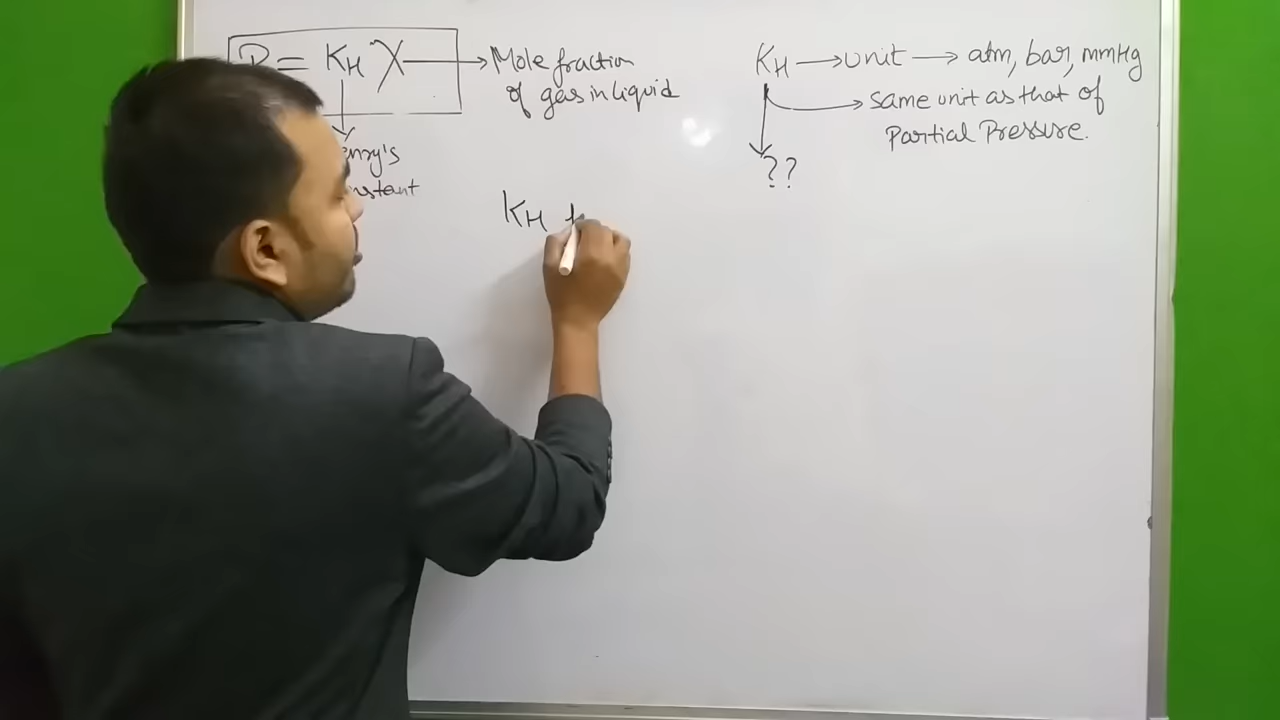 P = KH X → Mole fraction
of gas in liquid
KH → unit → atm, bar, mmHg
→ same unit as that of
Partial Pressure.
??
KH